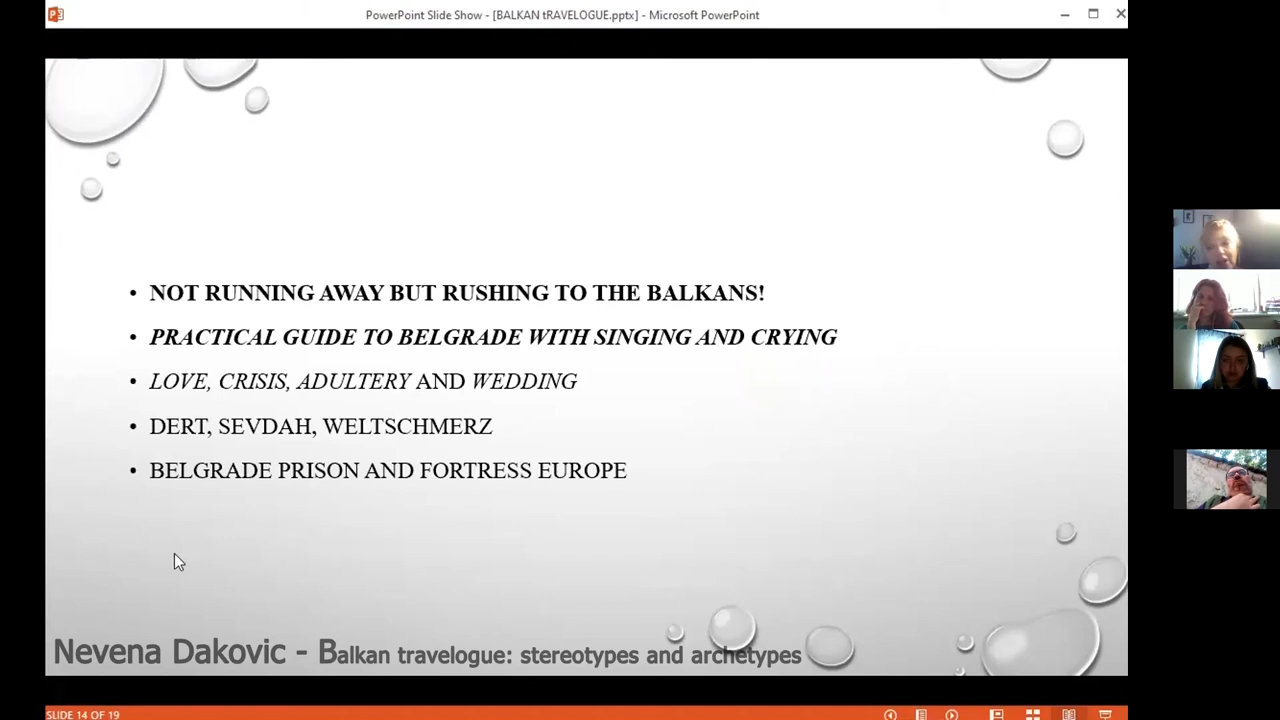 PowerPoint Slide Show - [BALKAN tRAVELOGUE.pptx] - Microsoft PowerPoint
• NOT RUNNING AWAY BUT RUSHING TO THE BALKANS!
• PRACTICAL GUIDE TO BELGRADE WITH SINGING AND CRYING
• LOVE, CRISIS, ADULTERY AND WEDDING
• DERT, SEVDAH, WELTSCHMERZ
• BELGRADE PRISON AND FORTRESS EUROPE
Nevena Dakovic - Balkan travelogue: stereotypes and archetypes
SLIDE 14 OF 19